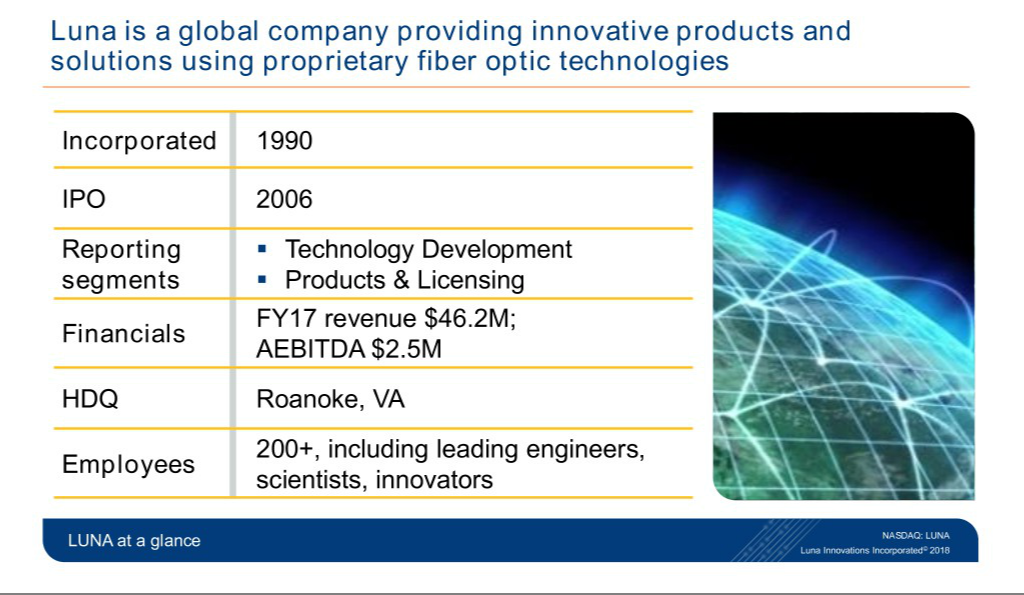 Luna is a global company providing innovative products and
solutions using proprietary fiber optic technologies
Incorporated
1990
IPO
2006
Reporting
segments
▪ Technology Development
▪ Products & Licensing
Financials
FY17 revenue $46.2M;
AEBITDA $2.5M
HDQ
Roanoke, VA
Employees
200+, including leading engineers,
scientists, innovators
LUNA at a glance
NASDAQ: LUNA
Luna Innovations Incorporated© 2018